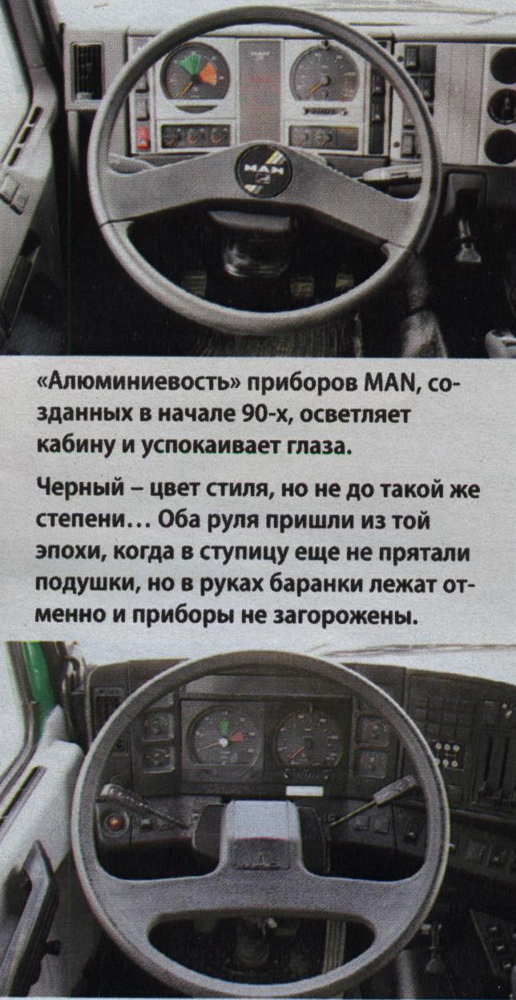 MAN
«Алюминиевость» приборов MAN, со-
зданных в начале 90-х, осветляет
кабину и успокаивает глаза.
Черный – цвет стиля, но не до такой же
степени... Оба руля пришли из той
эпохи, когда в ступицу еще не прятали
подушки, но в руках баранки лежат от-
менно и приборы не загорожены.